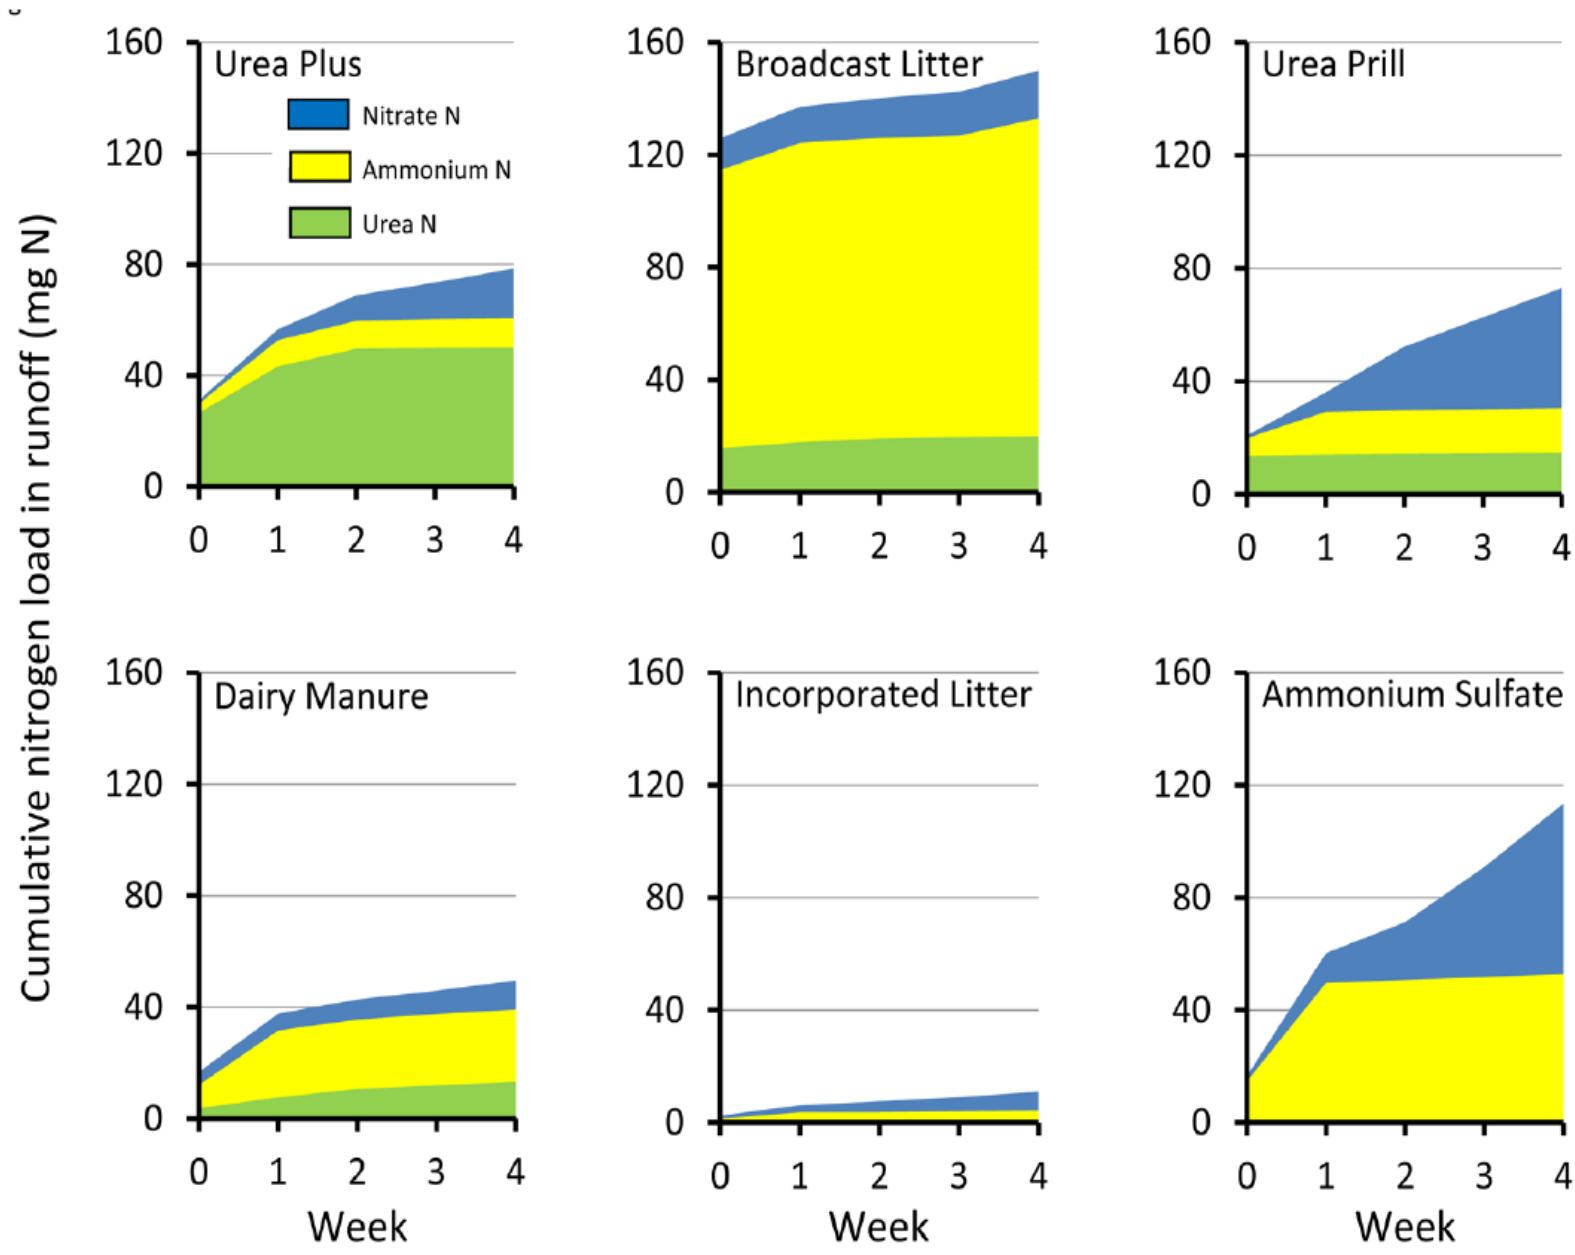 Cumulative nitrogen load in runoff (mg N)
160
Urea Plus
Nitrate N
120
Ammonium N
Urea N
80
40
0
0 1 2 3 4
160
Broadcast Litter
120
80
40
0
0 1 2 3 4
160
Urea Prill
120
80
40
0
0 1 2 3 4
160
Dairy Manure
120
80
40
0
0 1 2 3 4
Week
160
Incorporated Litter
120
80
40
0
0 1 2 3 4
Week
160
Ammonium Sulfate
120
80
40
0
0 1 2 3 4
Week